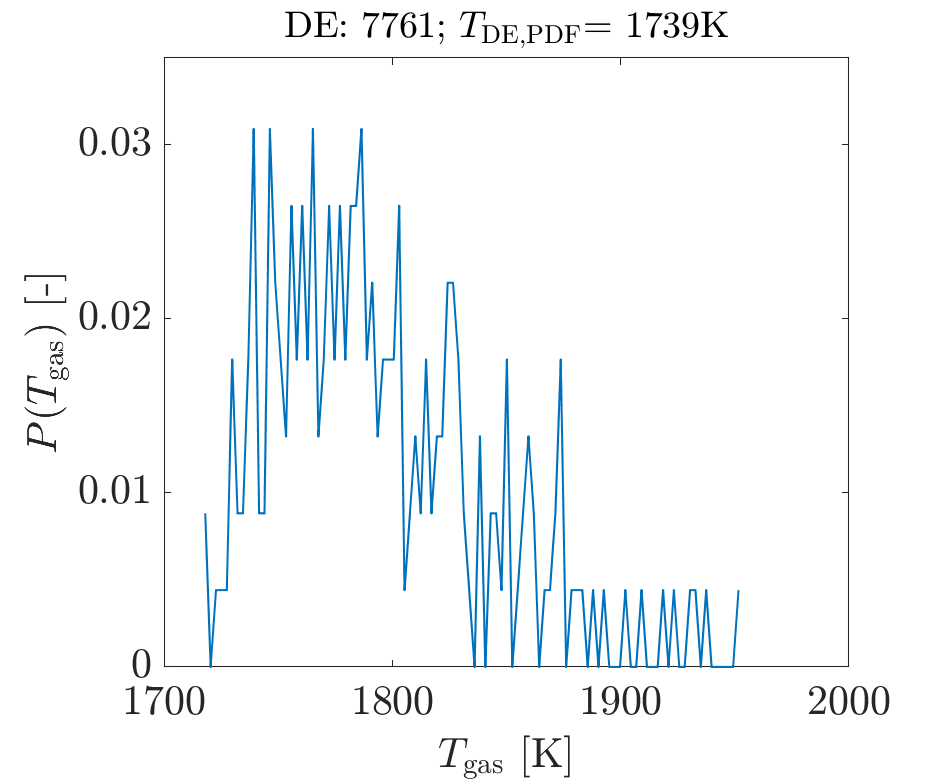 DE: 7761; T_DE,PDF= 1739K
0.03
0.02
0.01
0
P(T_gas) [-]
1700 1800 1900 2000
T_gas [K]